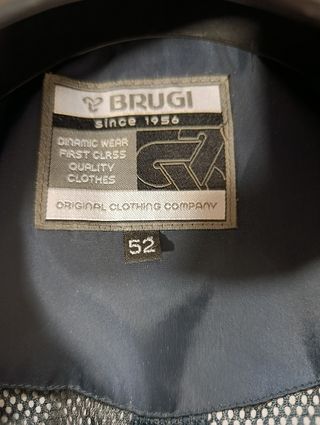 BRUGI
since 1956
DINAMIC WEAR
FIRST CLASS
QUALITY
CLOTHES
ORIGINAL CLOTHING COMPANY
52